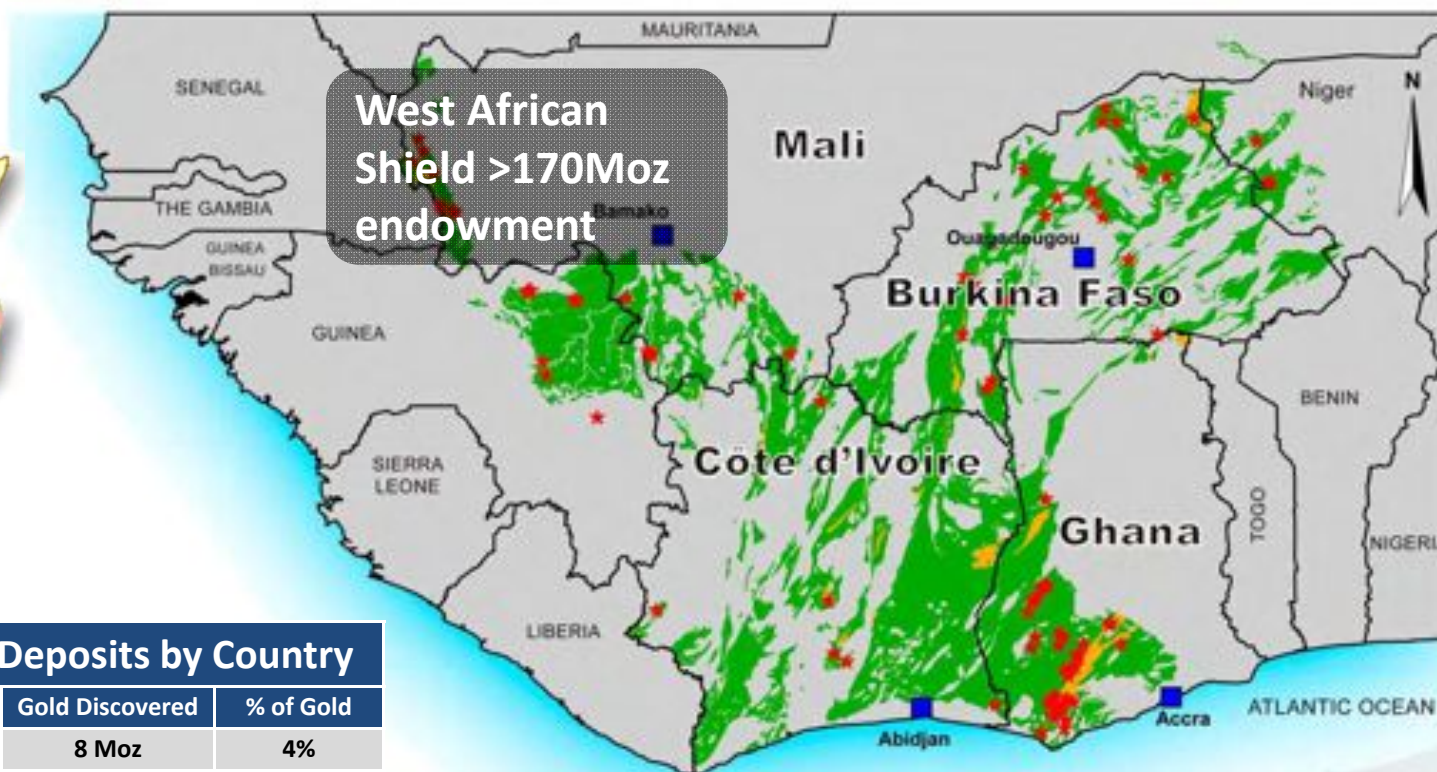 MAURITANIA
SENEGAL
Niger
N
West African
Shield >170Moz
endowment
Mali
THE GAMBIA
Bamako
GUINEA
BISSAU
Ouagadougou
Burkina Faso
GUINEA
BENIN
Côte d'Ivoire
SIERRA
LEONE
Ghana
TOGO
NIGERI
LIBERIA
Deposits by Country
Gold Discovered % of Gold
8 Moz 4%
ATLANTIC OCEAN
Accra
Abidjan